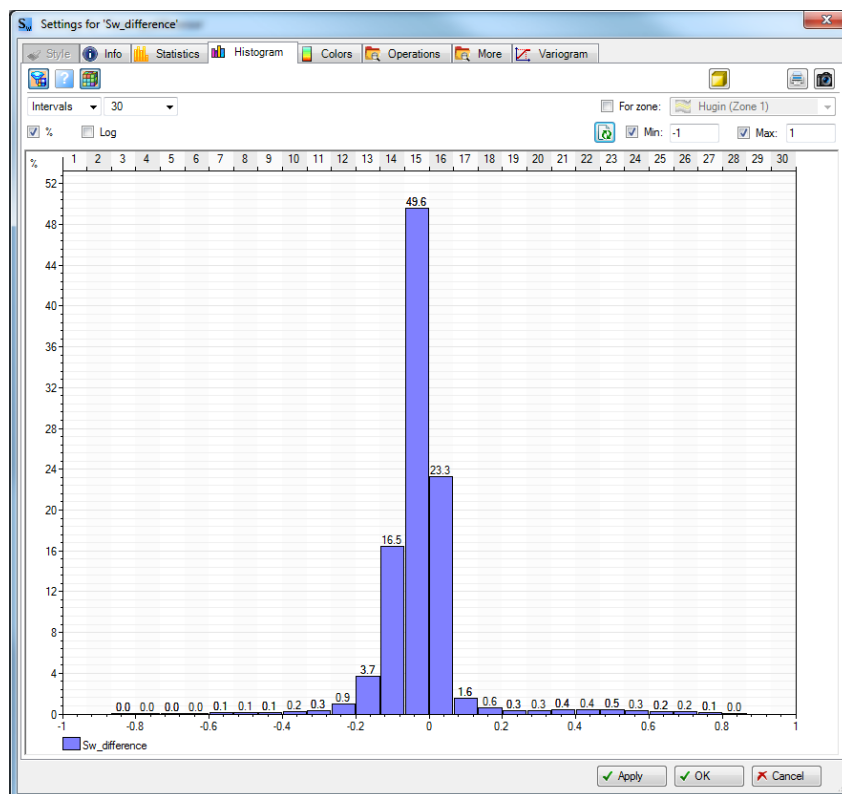 Settings for 'Sw_difference'
Style Info Statistics Histogram Colors Operations More Variogram
Intervals 30 For zone: Hugin (Zone 1)
% Log Min: -1 Max: 1
% 1 2 3 4 5 6 7 8 9 10 11 12 13 14 15 16 17 18 19 20 21 22 23 24 25 26 27 28 29 30
52
49.6
48
44
40
36
32
28
24
23.3
20
16.5
16
12
8
4
3.7
0.0 0.0 0.0 0.0 0.1 0.1 0.1 0.2 0.3 0.9 1.6 0.6 0.3 0.3 0.4 0.4 0.5 0.3 0.2 0.2 0.1 0.0
0
-1 -0.8 -0.6 -0.4 -0.2 0 0.2 0.4 0.6 0.8 1
Sw_difference
Apply OK Cancel